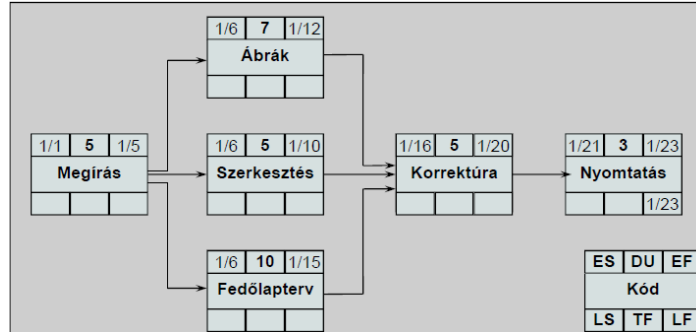 1/6 7 1/12
Ábrák
1/1 5 1/5
Megírás
1/6 5 1/10
Szerkesztés
1/16 5 1/20
Korrektúra
1/21 3 1/23
Nyomtatás
1/23
1/6 10 1/15
Fedőlapterv
ES DU EF
Kód
LS TF LF